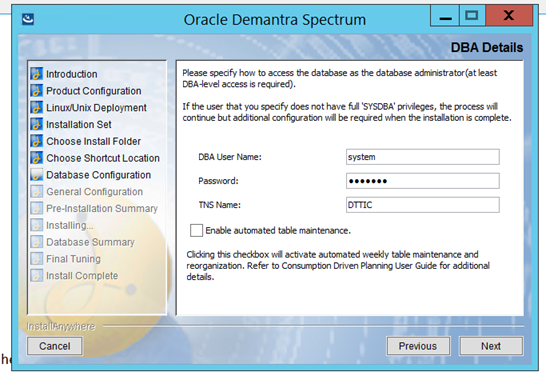 Oracle Demantra Spectrum
X
DBA Details
Introduction
Product Configuration
Linux/Unix Deployment
Installation Set
Choose Install Folder
Choose Shortcut Location
Database Configuration
General Configuration
Pre-Installation Summary
Installing...
Database Summary
Final Tuning
Install Complete
Please specify how to access the database as the database administrator(at least
DBA-level access is required).
If the user that you specify does not have full 'SYSDBA' privileges, the process will
continue but additional configuration will be required when the installation is complete.
DBA User Name: system
Password: •••••••
TNS Name: DTTIC
Enable automated table maintenance.
Clicking this checkbox will activate automated weekly table maintenance and
reorganization. Refer to Consumption Driven Planning User Guide for additional
details.
InstallAnywhere
Cancel Previous Next